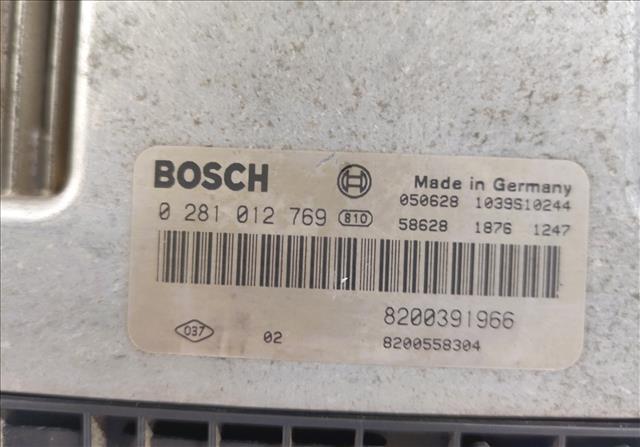 BOSCH
Made in Germany
050628 1039S10244
0 281 012 769 810
58628 1876 1247
8200391966
037 02
8200558304